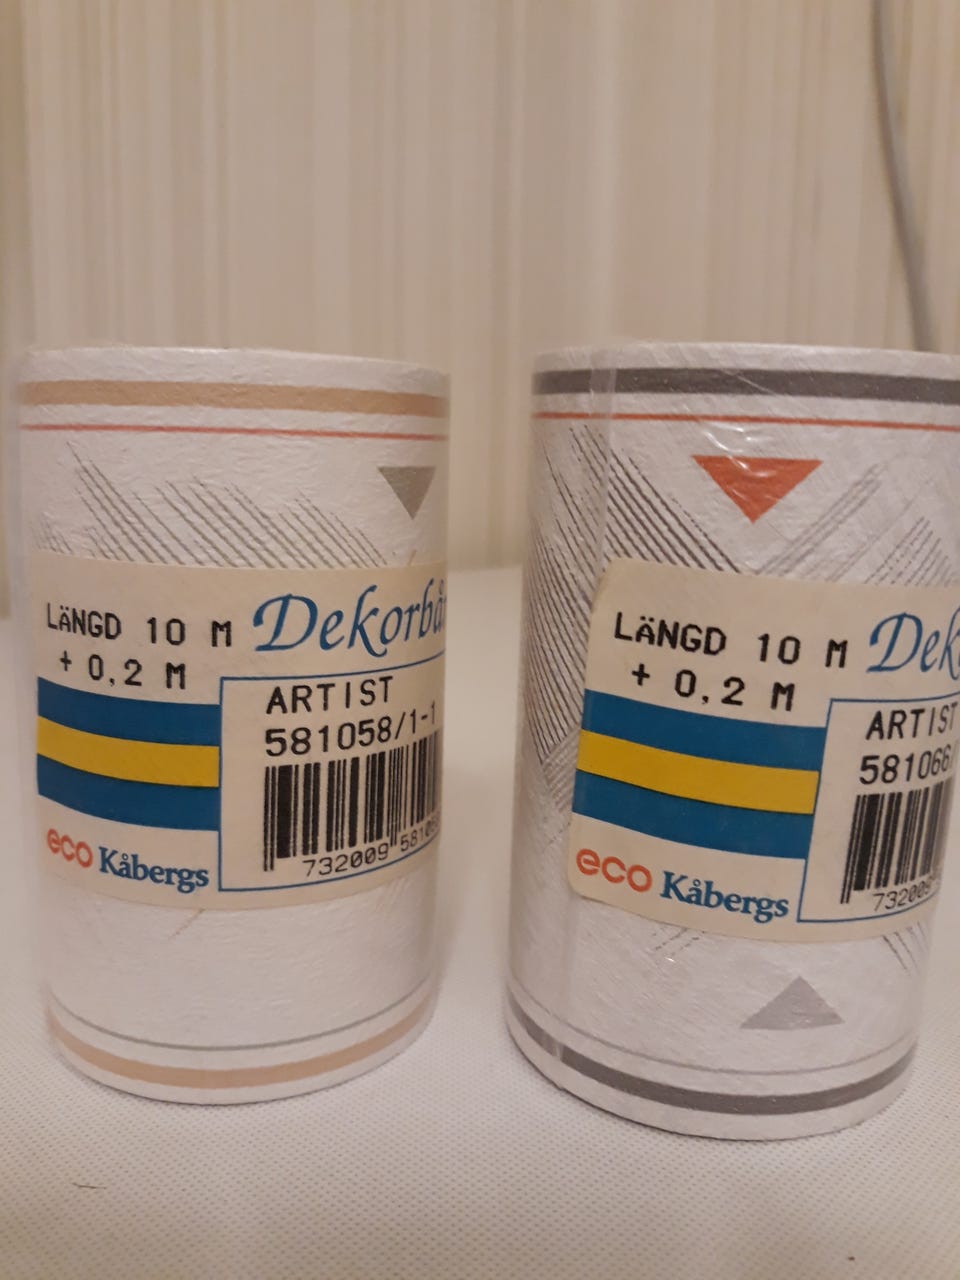 LÄNGD 10 M
+ 0,2 M
ARTIST
581058/1-1
732009
eco Kåbergs
LÄNGD 10 M
+ 0,2 M
ARTIST
eco Kåbergs